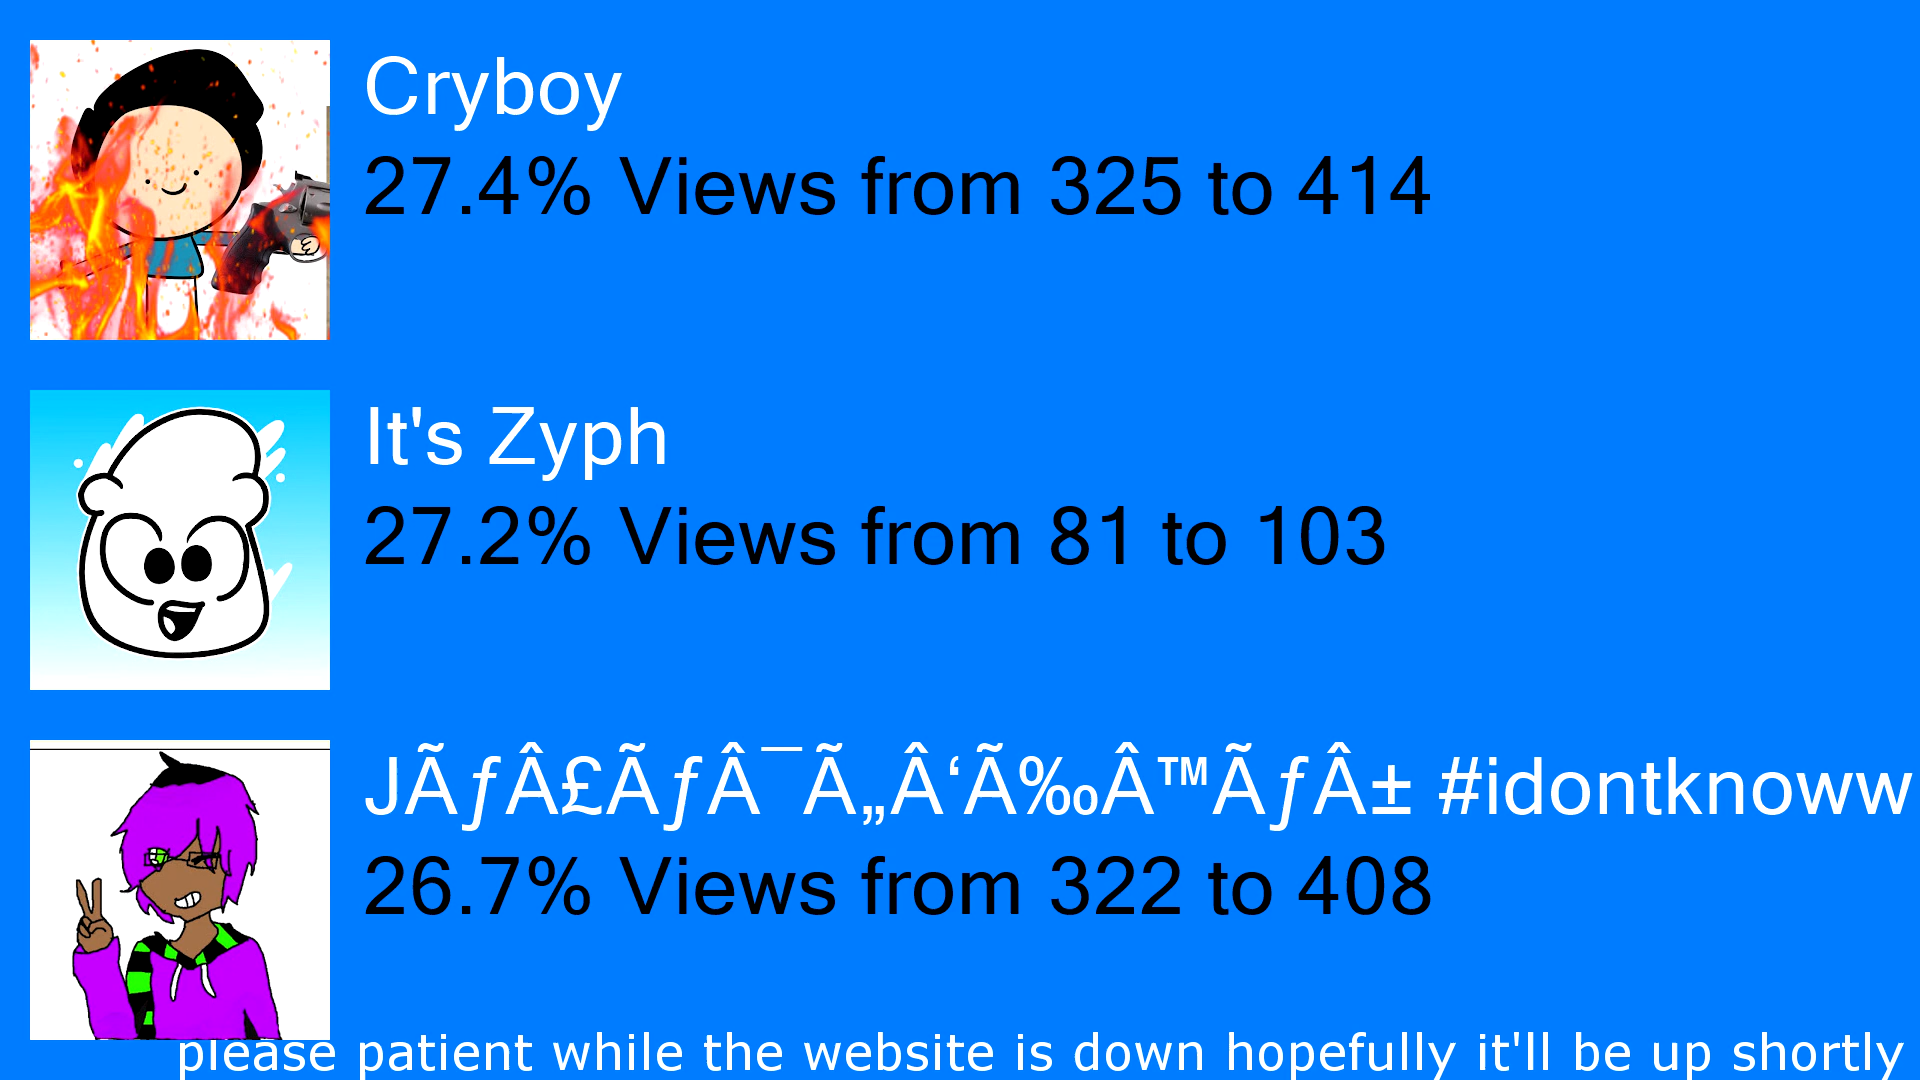 Cryboy
27.4% Views from 325 to 414
It's Zyph
27.2% Views from 81 to 103
JÃƒÂ£ÃƒÂ¯Ã„Â‘Ã‰Â™ÃƒÂ± #idontknoww
26.7% Views from 322 to 408
please patient while the website is down hopefully it'll be up shortly